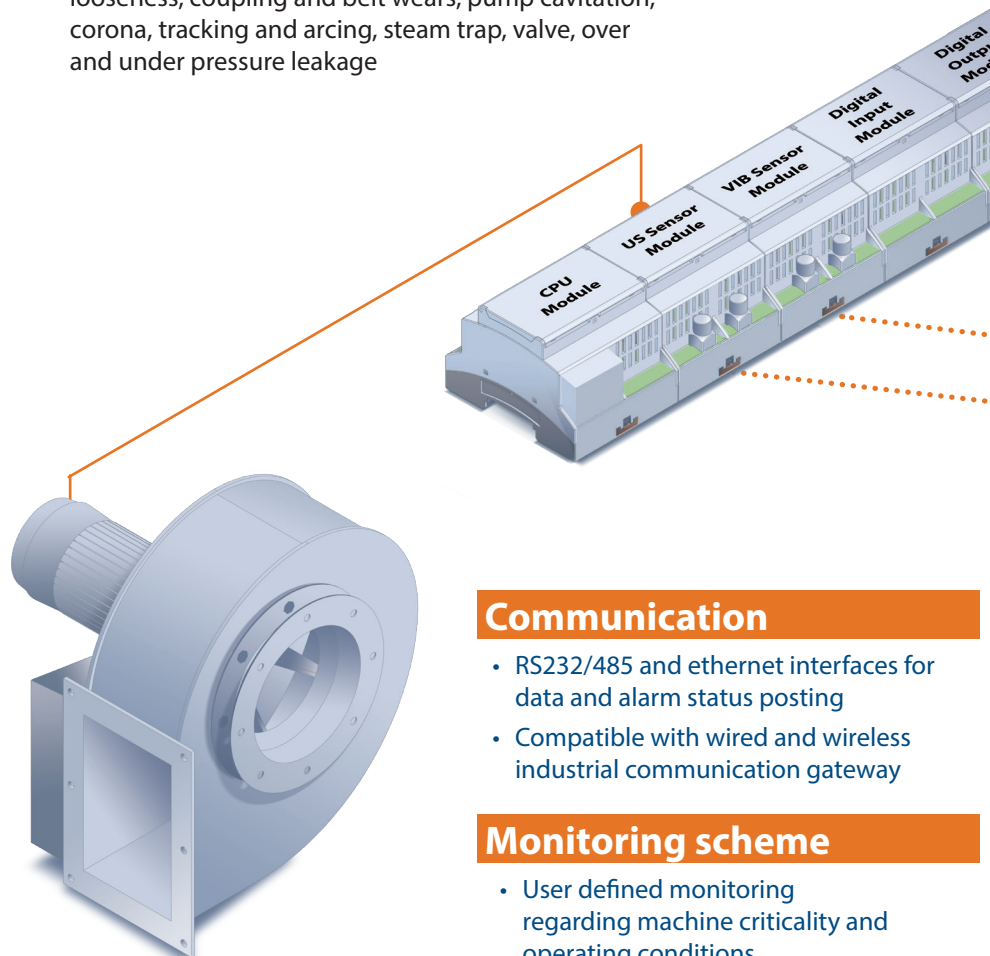 looseness, coupling and belt wears, pump cavitation,
corona, tracking and arcing, steam trap, valve, over
and under pressure leakage
Digital
Module
Digital
Input
Module
VIB Sensor
Module
US Sensor
Module
CPU
Module
Communication
• RS232/485 and ethernet interfaces for
data and alarm status posting
• Compatible with wired and wireless
industrial communication gateway
Monitoring scheme
• User defined monitoring
regarding machine criticality and
operating conditions